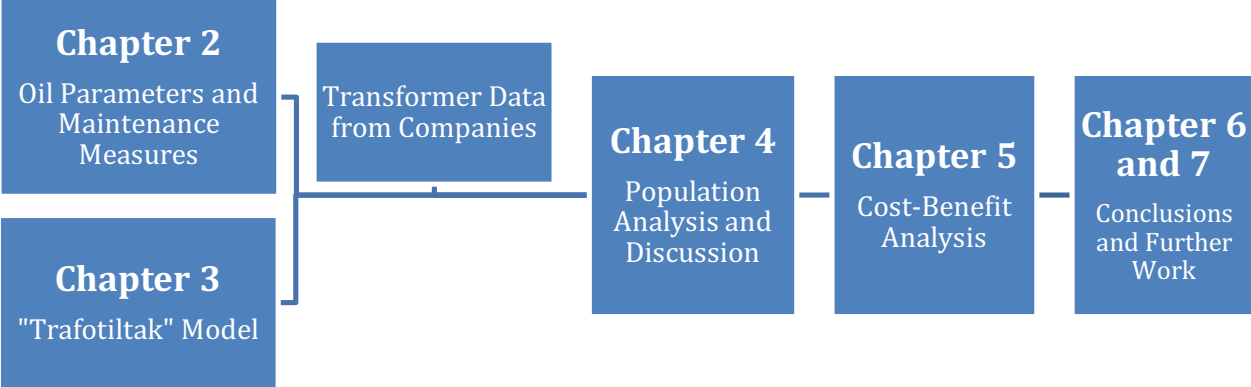 Chapter 2
Oil Parameters and
Maintenance
Measures
Chapter 3
"Trafotiltak" Model
Transformer Data
from Companies
Chapter 4
Population
Analysis and
Discussion
Chapter 5
Cost-Benefit
Analysis
Chapter 6
and 7
Conclusions
and Further
Work